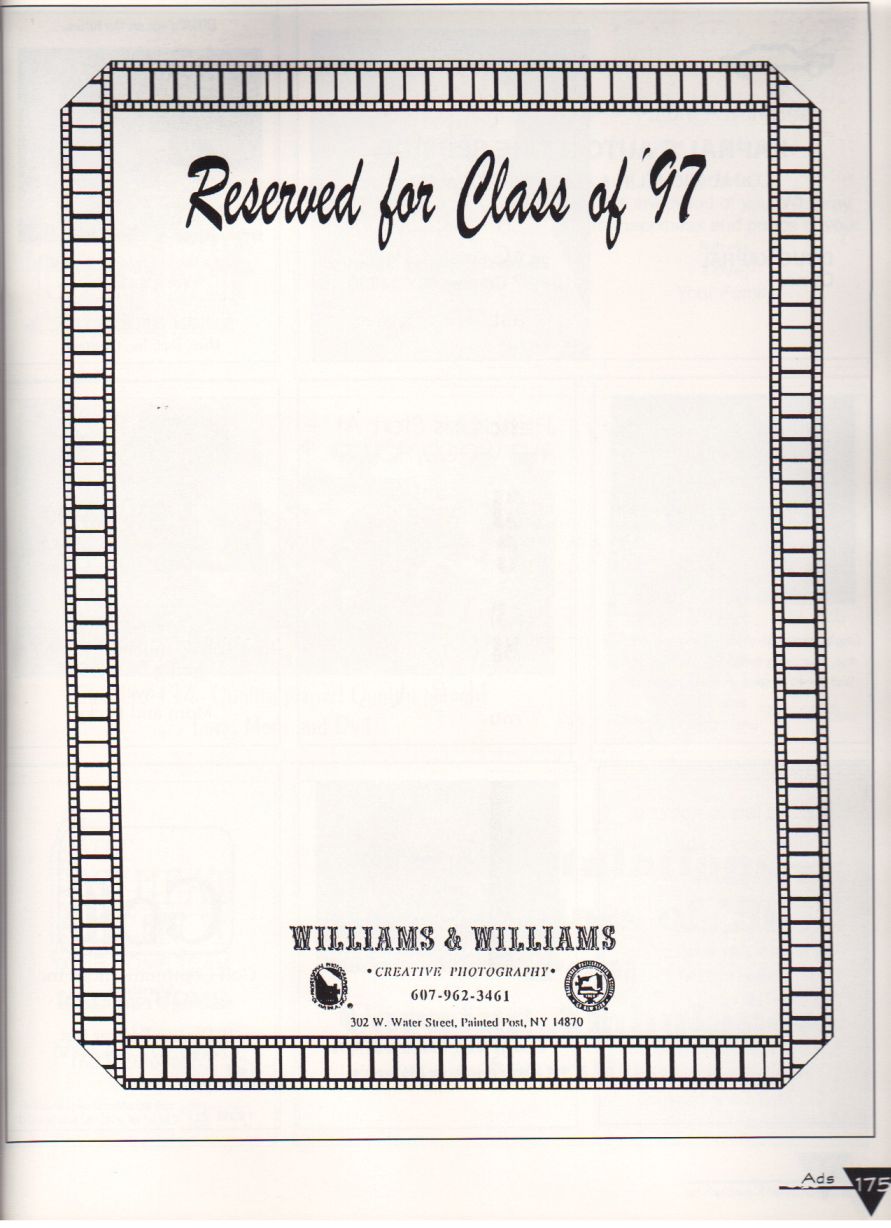 Reserved for Class of '97
WILLIAMS & WILLIAMS
• CREATIVE PHOTOGRAPHY •
607-962-3461
302 W. Water Street, Painted Post, NY 14870
Ads 175